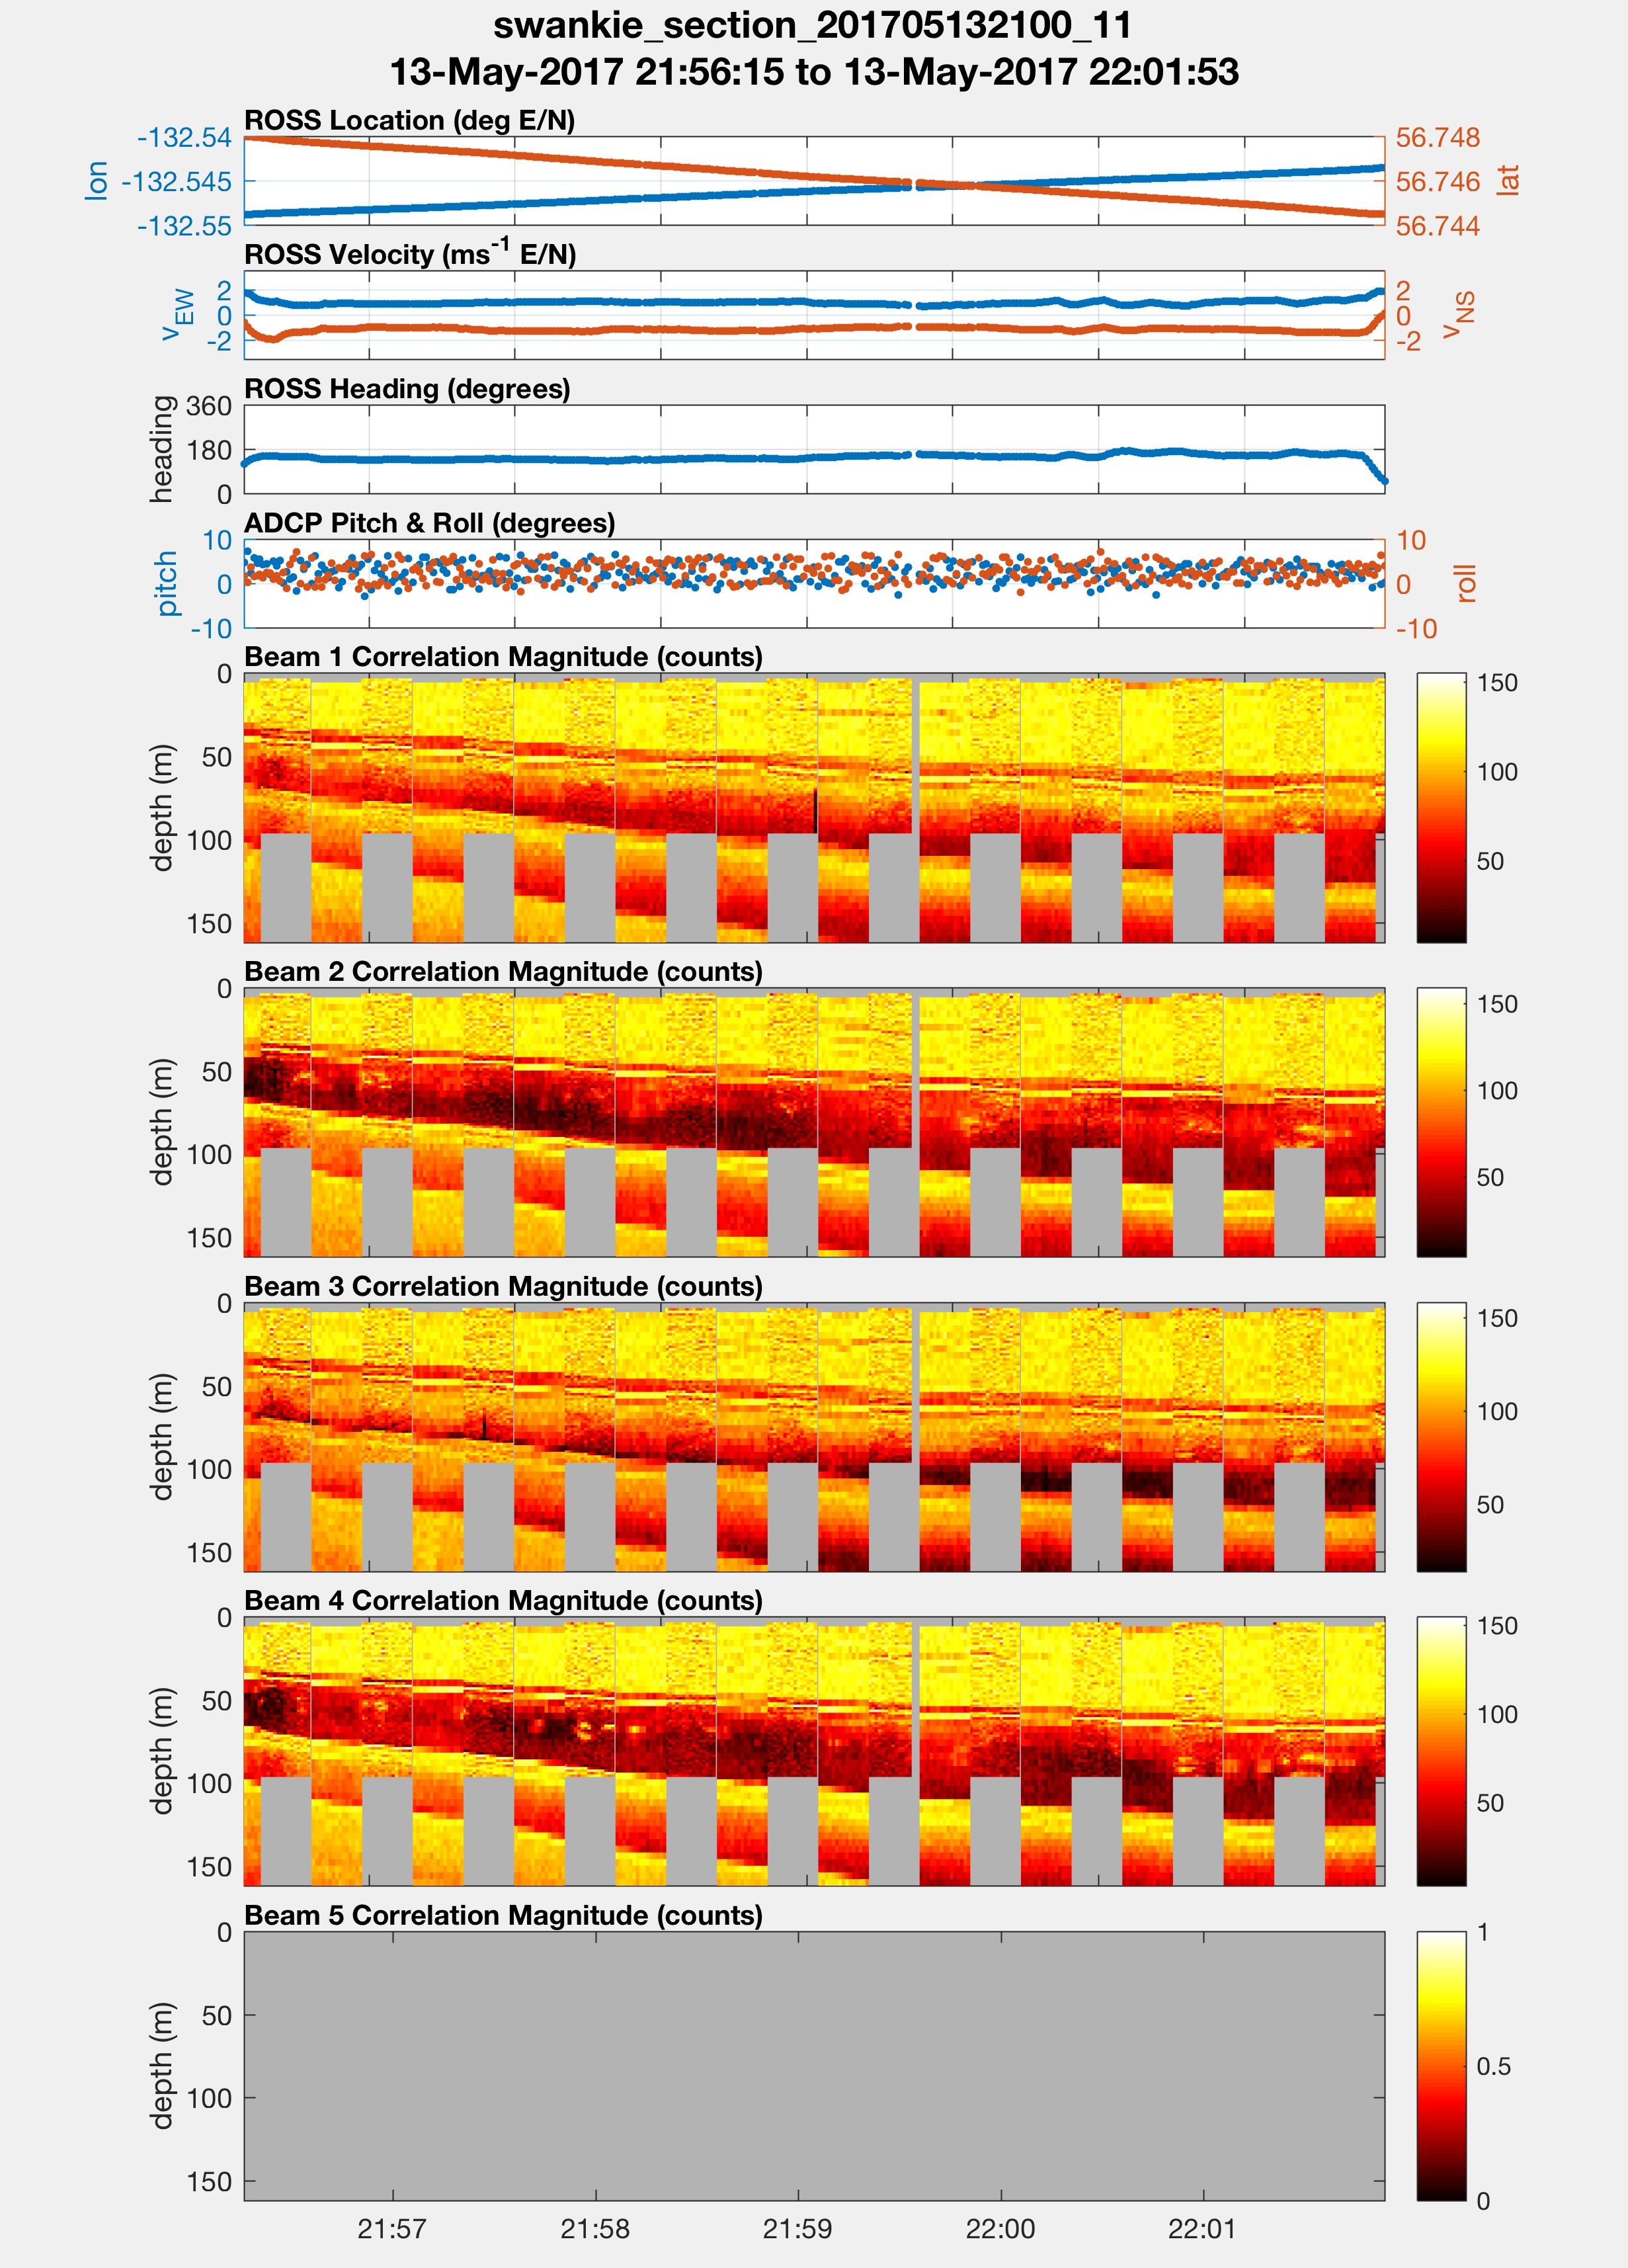 swankie_section_201705132100_11
13-May-2017 21:56:15 to 13-May-2017 22:01:53
ROSS Location (deg E/N)
-132.54
-132.545
-132.55
lon
56.748
56.746
56.744
lat
ROSS Velocity (ms-1 E/N)
2
0
-2
vEW
2
0
-2
vNS
ROSS Heading (degrees)
360
180
0
heading
ADCP Pitch & Roll (degrees)
10
0
-10
pitch
10
0
-10
roll
Beam 1 Correlation Magnitude (counts)
0
50
100
150
depth (m)
150
100
50
Beam 2 Correlation Magnitude (counts)
0
50
100
150
depth (m)
150
100
50
Beam 3 Correlation Magnitude (counts)
0
50
100
150
depth (m)
150
100
50
Beam 4 Correlation Magnitude (counts)
0
50
100
150
depth (m)
150
100
50
Beam 5 Correlation Magnitude (counts)
0
50
100
150
depth (m)
1
0.5
0
21:57 21:58 21:59 22:00 22:01